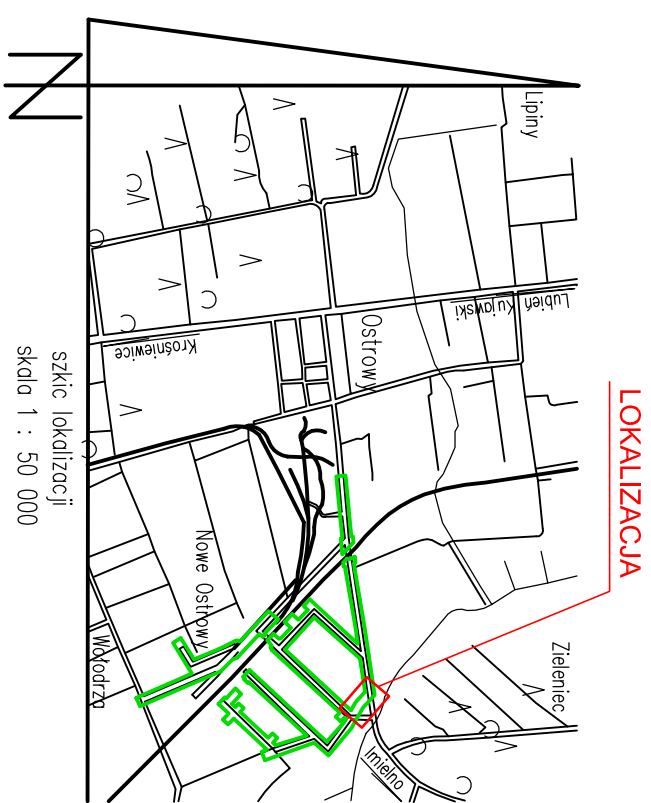 LOKALIZACJA
Lipiny
Lubień Kujawski
Ostrowy
Krośniewice
Zieleniec
Imielno
Nowe Ostrowy
Wołodrza
szkic lokalizacji
skala 1 : 50 000
N